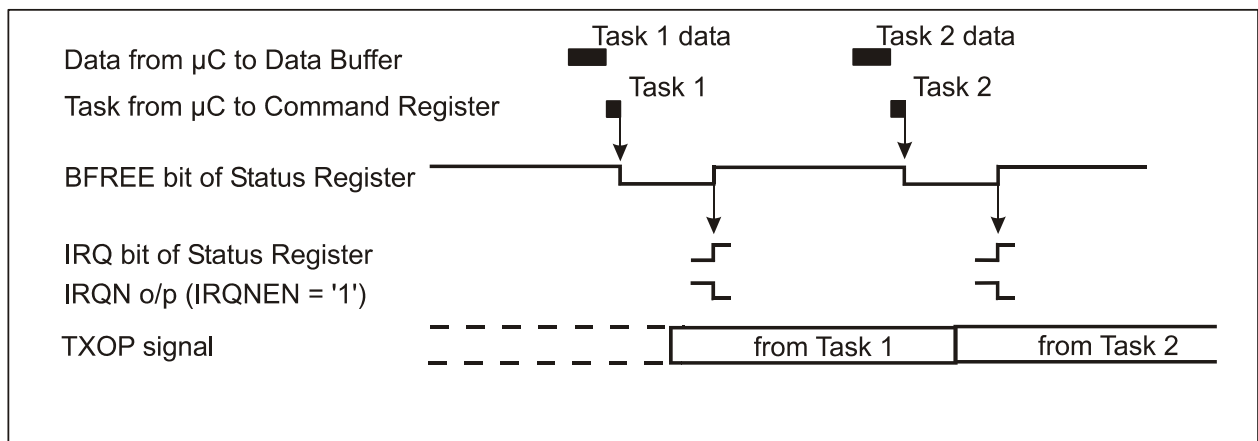 Task 1 data
Task 2 data
Data from µC to Data Buffer
Task 1
Task 2
Task from µC to Command Register
BFREE bit of Status Register
IRQ bit of Status Register
IRQN o/p (IRQNEN = '1')
TXOP signal
from Task 1
from Task 2